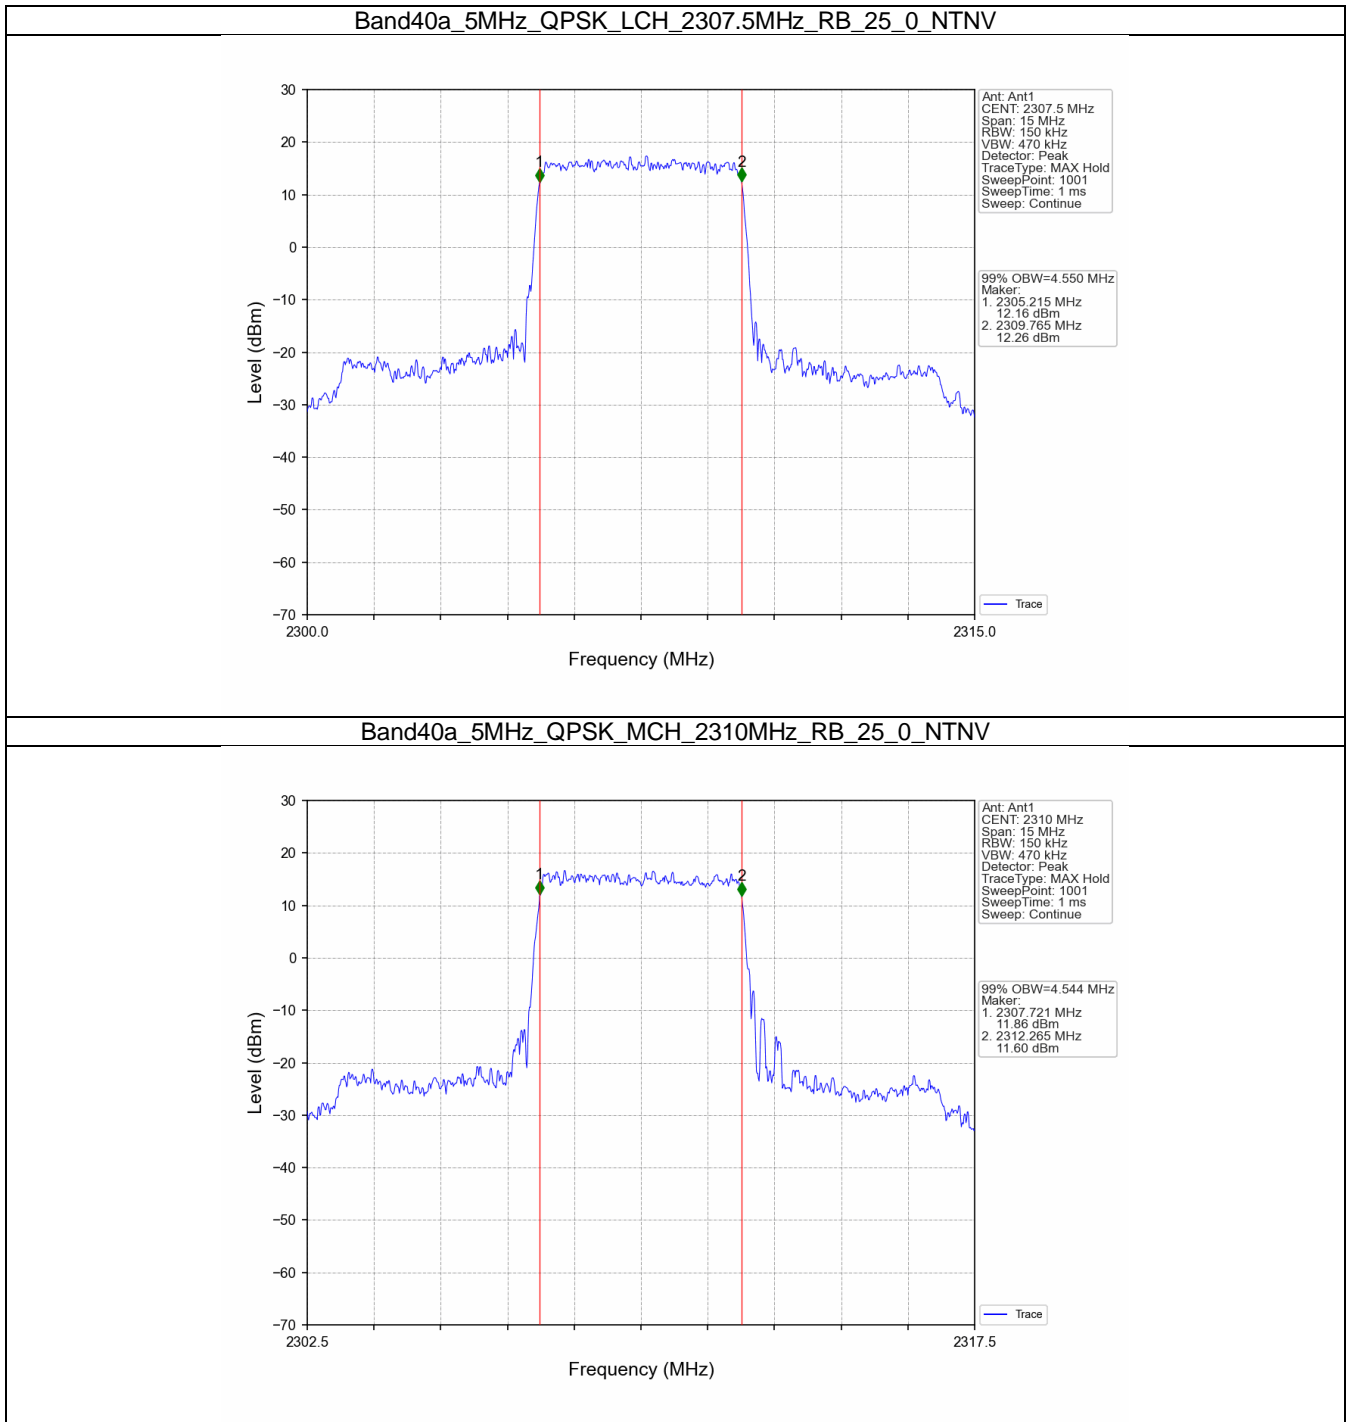 Band40a_5MHz_QPSK_LCH_2307.5MHz_RB_25_0_NTNV
30
20
10
0
−10
−20
−30
−40
−50
−60
−70
Level (dBm)
1
2
2300.0
2315.0
Frequency (MHz)
Ant: Ant1
CENT: 2307.5 MHz
Span: 15 MHz
RBW: 150 kHz
VBW: 470 kHz
Detector: Peak
TraceType: MAX Hold
SweepPoint: 1001
SweepTime: 1 ms
Sweep: Continue
99% OBW=4.550 MHz
Maker:
1. 2305.215 MHz
12.16 dBm
2. 2309.765 MHz
12.26 dBm
Trace
Band40a_5MHz_QPSK_MCH_2310MHz_RB_25_0_NTNV
30
20
10
0
−10
−20
−30
−40
−50
−60
−70
Level (dBm)
1
2
2302.5
2317.5
Frequency (MHz)
Ant: Ant1
CENT: 2310 MHz
Span: 15 MHz
RBW: 150 kHz
VBW: 470 kHz
Detector: Peak
TraceType: MAX Hold
SweepPoint: 1001
SweepTime: 1 ms
Sweep: Continue
99% OBW=4.544 MHz
Maker:
1. 2307.721 MHz
11.86 dBm
2. 2312.265 MHz
11.60 dBm
Trace